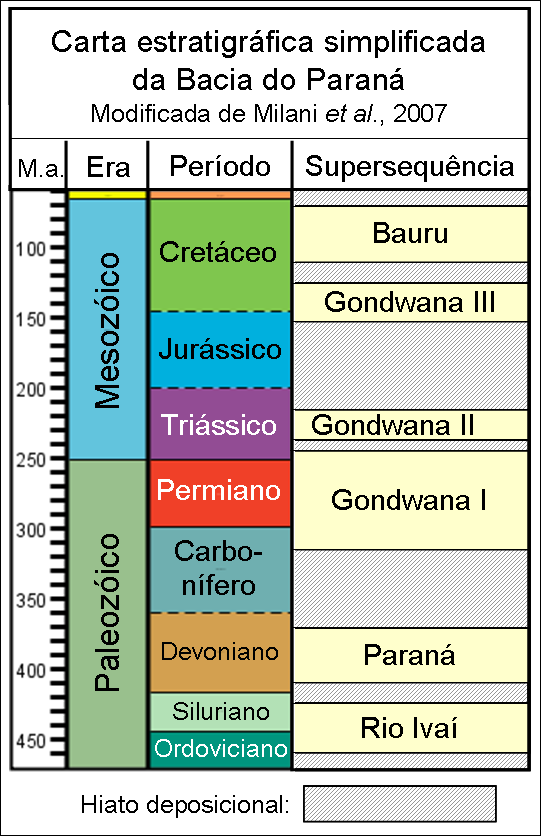 Carta estratigráfica simplificada
da Bacia do Paraná
Modificada de Milani et al., 2007
M.a. Era Período Supersequência
Bauru
100
Cretáceo
Gondwana III
150
Mesozóico
Jurássico
200
Triássico
Gondwana II
250
Permiano
Gondwana I
300
Carbo-
nífero
350
Paleozóico
Devoniano
Paraná
400
Siluriano
Rio Ivaí
450
Ordoviciano
Hiato deposicional: